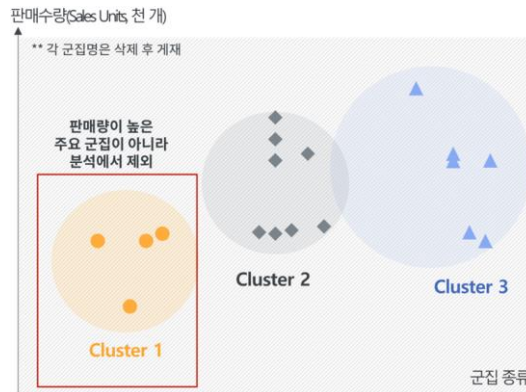 판매수량(Sales Units, 천 개)
** 각 군집명은 삭제 후 게재
판매량이 높은
주요 군집이 아니라
분석에서 제외
Cluster 1
Cluster 2
Cluster 3
군집 종류